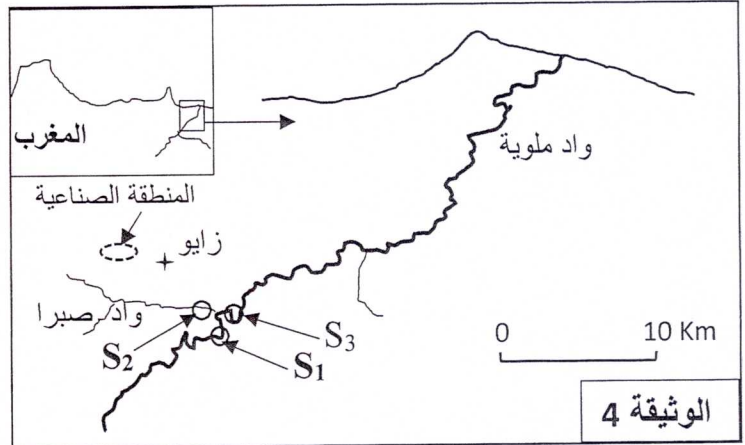 المغرب
واد ملوية
المنطقة الصناعية
زايو
واد صبرا
S₂
S₃
S₁
0 10 Km
الوثيقة 4